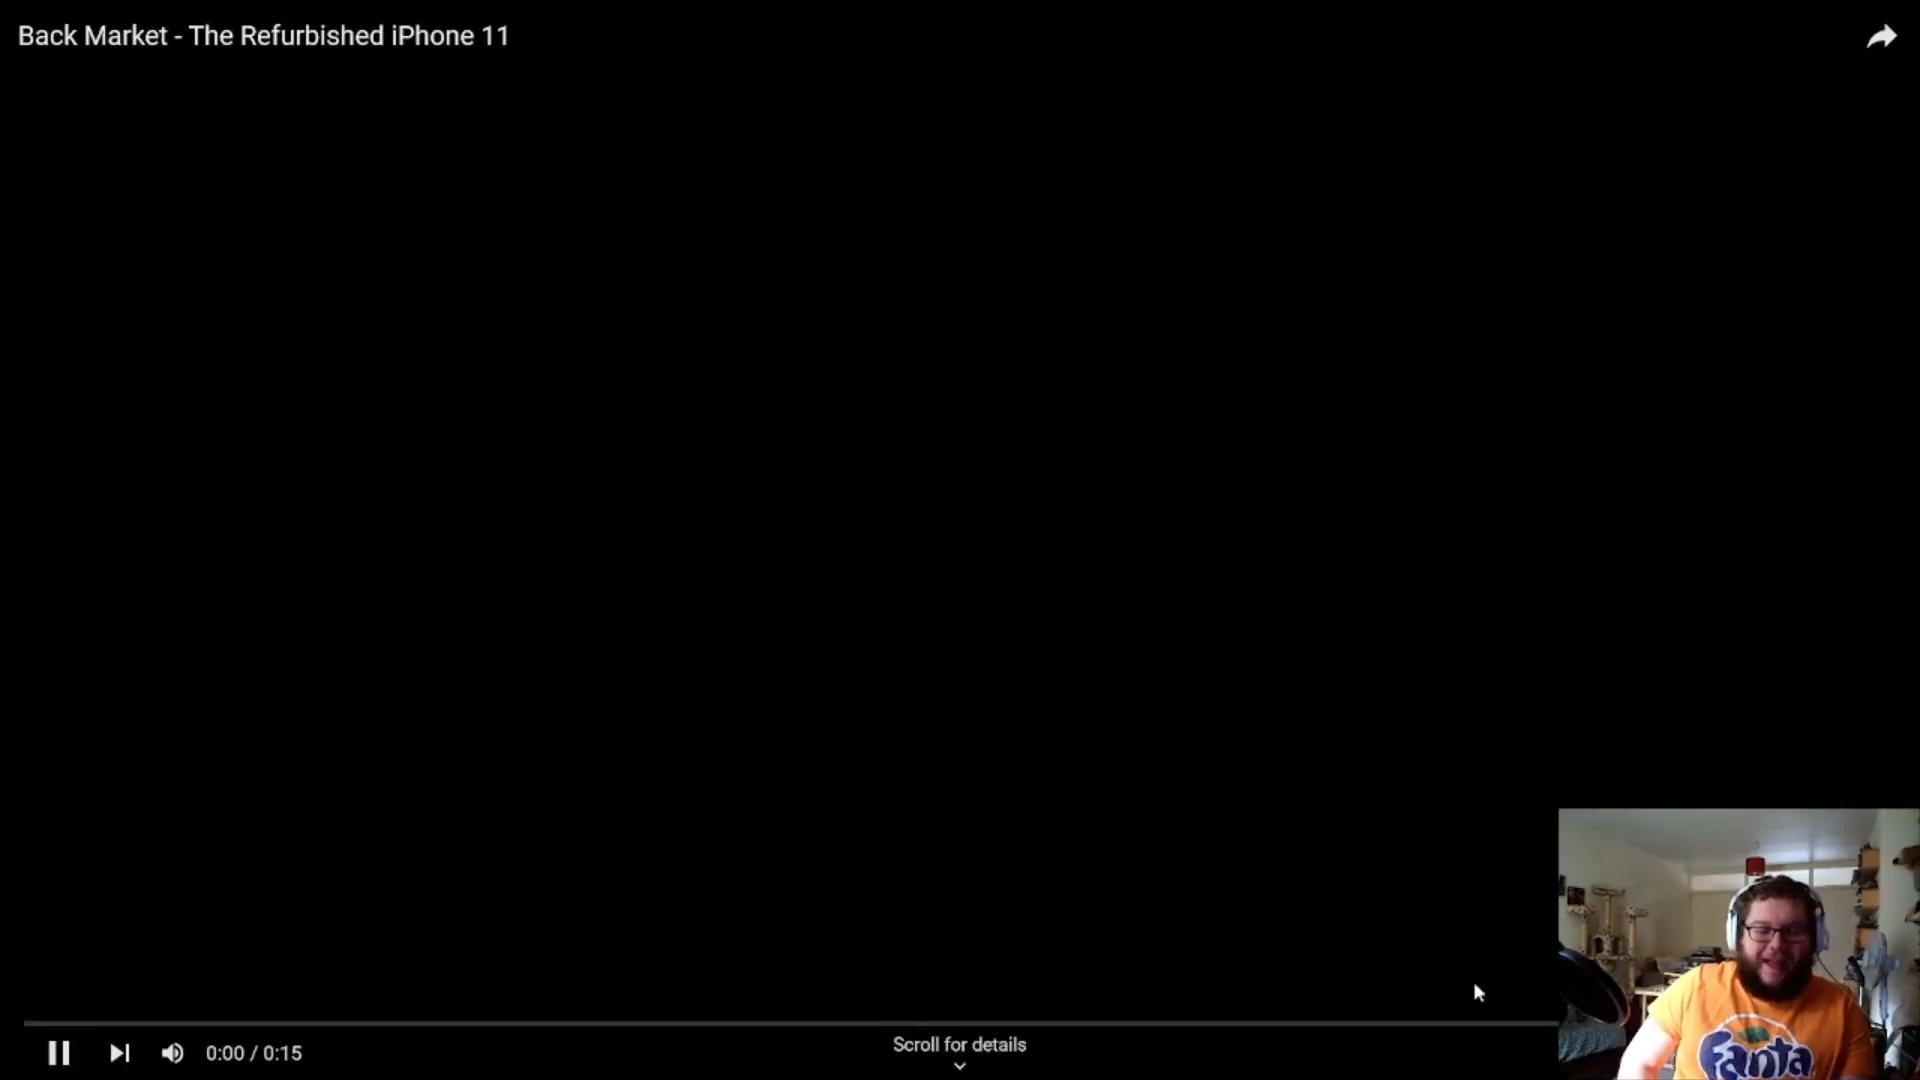 Back Market - The Refurbished iPhone 11
0:00 / 0:15
Scroll for details
Fanta